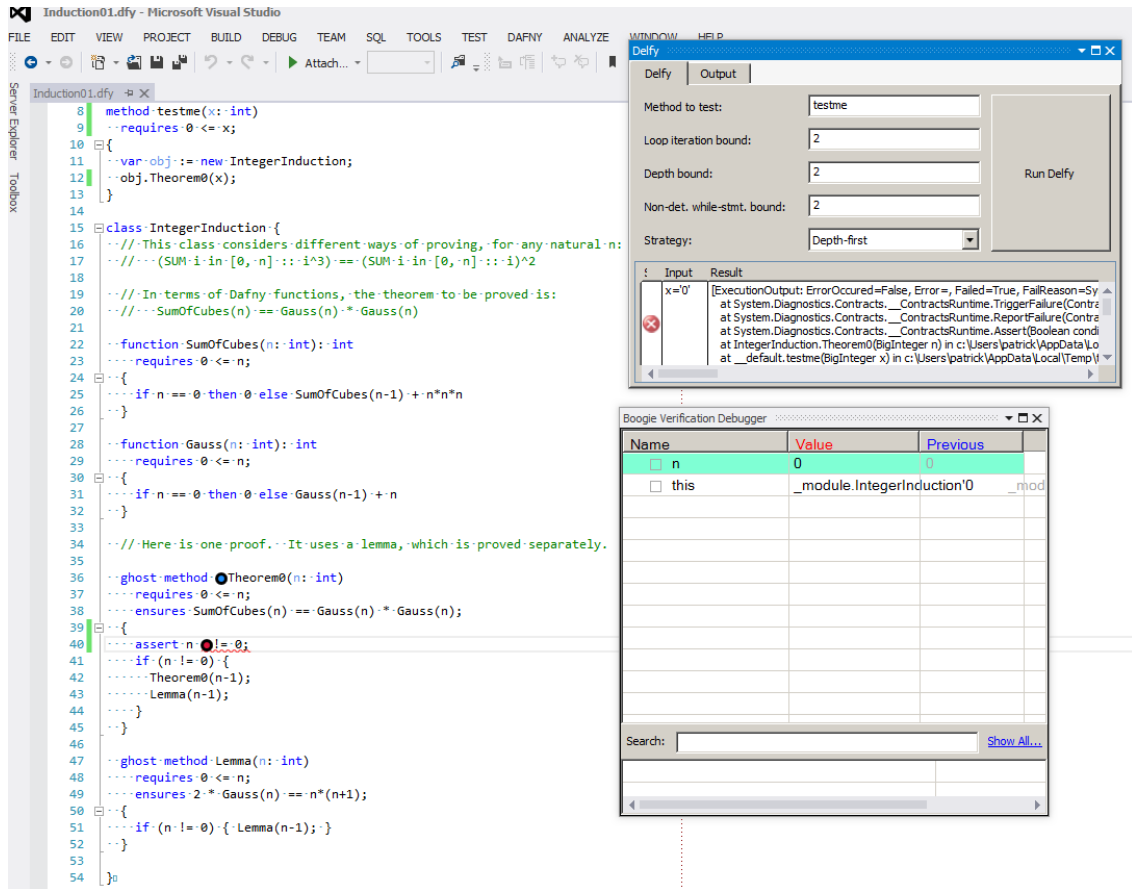 Induction01.dfy - Microsoft Visual Studio
FILE EDIT VIEW PROJECT BUILD DEBUG TEAM SQL TOOLS TEST DAFNY ANALYZE WINDOW HELP
Attach...
Server Explorer
Toolbox
Induction01.dfy
8 method testme(x: int)
9 requires 0 <= x;
10 {
11 var obj := new IntegerInduction;
12 obj.Theorem0(x);
13 }
14
15 class IntegerInduction {
16 // This class considers different ways of proving, for any natural n:
17 // (SUM i in [0, n] :: i^3) == (SUM i in [0, n] :: i)^2
18
19 // In terms of Dafny functions, the theorem to be proved is:
20 // SumOfCubes(n) == Gauss(n) * Gauss(n)
21
22 function SumOfCubes(n: int): int
23 requires 0 <= n;
24 {
25 if n == 0 then 0 else SumOfCubes(n-1) + n*n*n
26 }
27
28 function Gauss(n: int): int
29 requires 0 <= n;
30 {
31 if n == 0 then 0 else Gauss(n-1) + n
32 }
33
34 // Here is one proof. It uses a lemma, which is proved separately.
35
36 ghost method Theorem0(n: int)
37 requires 0 <= n;
38 ensures SumOfCubes(n) == Gauss(n) * Gauss(n);
39 {
40 assert n != 0;
41 if (n != 0) {
42 Theorem0(n-1);
43 Lemma(n-1);
44 }
45 }
46
47 ghost method Lemma(n: int)
48 requires 0 <= n;
49 ensures 2 * Gauss(n) == n*(n+1);
50 {
51 if (n != 0) { Lemma(n-1); }
52 }
53
54 }
Delfy
Delfy Output
Method to test: testme
Loop iteration bound: 2
Depth bound: 2
Run Delfy
Non-det. while-stmt. bound: 2
Strategy: Depth-first
Input Result
x='0' [ExecutionOutput: ErrorOccured=False, Error=, Failed=True, FailReason=Sy
at System.Diagnostics.Contracts.__ContractsRuntime.TriggerFailure(Contra
at System.Diagnostics.Contracts.__ContractsRuntime.ReportFailure(Contra
at System.Diagnostics.Contracts.__ContractsRuntime.Assert(Boolean condi
at IntegerInduction.Theorem0(BigInteger n) in c:\Users\patrick\AppData\Lo
at __default.testme(BigInteger x) in c:\Users\patrick\AppData\Local\Temp\t
Boogie Verification Debugger
Name Value Previous
n 0 0
this _module.IntegerInduction'0 _mod
Search: Show All...